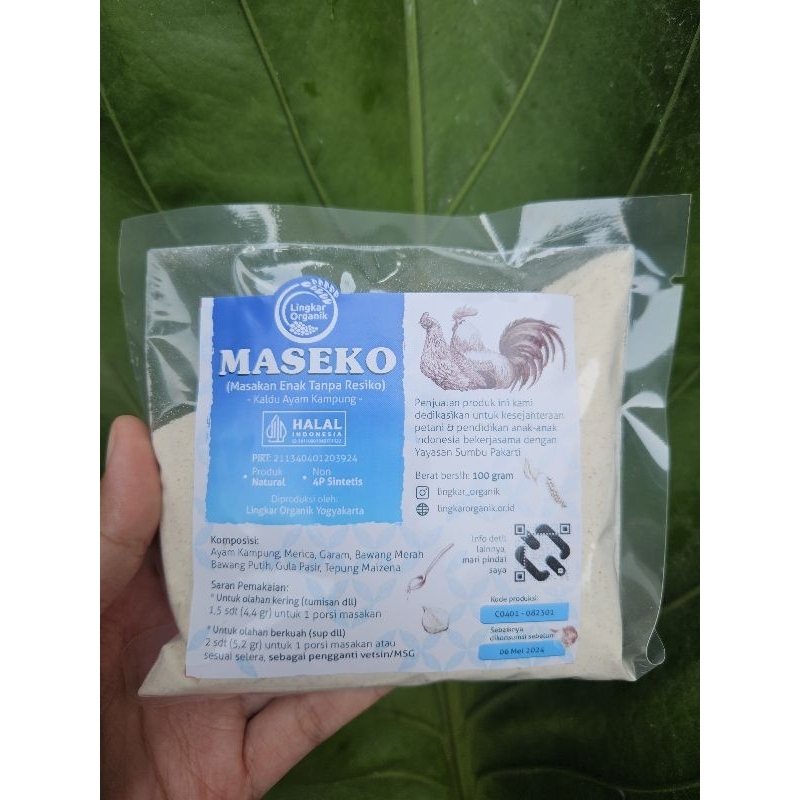 Lingkar
Organik
MASEKO
(Masakan Enak Tanpa Resiko)
- Kaldu Ayam Kampung -
HALAL
INDONESIA
PIRT: 211340401203924
• Produk
Natural
• Non
4P Sintetis
Diproduksi oleh:
Lingkar Organik Yogyakarta
Penjualan produk ini kami
dedikasikan untuk kesejahteraan
petani & pendidikan anak-anak
Indonesia bekerjasama dengan
Yayasan Sumbu Pakarti
Berat bersih: 100 gram
lingkar_organik
lingkarorganik.or.id
Info detil
lainnya,
mari pindai
saya
Komposisi:
Ayam Kampung, Merica, Garam, Bawang Merah
Bawang Putih, Gula Pasir, Tepung Maizena
Saran Pemakaian:
* Untuk olahan kering (tumisan dll)
1,5 sdt (4,4 gr) untuk 1 porsi masakan
* Untuk olahan berkuah (sup dll)
2 sdt (5,2 gr) untuk 1 porsi masakan atau
sesuai selera, sebagai pengganti vetsin/MSG
Kode produksi:
C0401 - 082301
Sebaiknya
dikonsumsi sebelum:
06 Mei 2024